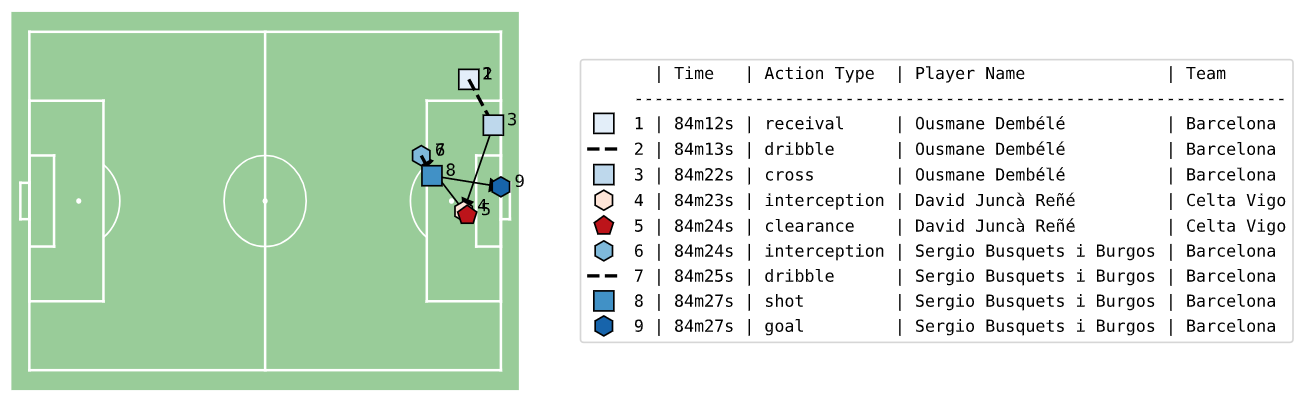 | Time | Action Type | Player Name | Team
-----------------------------------------------------------------
1 | 84m12s | receival | Ousmane Dembélé | Barcelona
2 | 84m13s | dribble | Ousmane Dembélé | Barcelona
3 | 84m22s | cross | Ousmane Dembélé | Barcelona
4 | 84m23s | interception | David Juncà Reñé | Celta Vigo
5 | 84m24s | clearance | David Juncà Reñé | Celta Vigo
6 | 84m24s | interception | Sergio Busquets i Burgos | Barcelona
7 | 84m25s | dribble | Sergio Busquets i Burgos | Barcelona
8 | 84m27s | shot | Sergio Busquets i Burgos | Barcelona
9 | 84m27s | goal | Sergio Busquets i Burgos | Barcelona
1
2
3
6
7
8
9
4
5